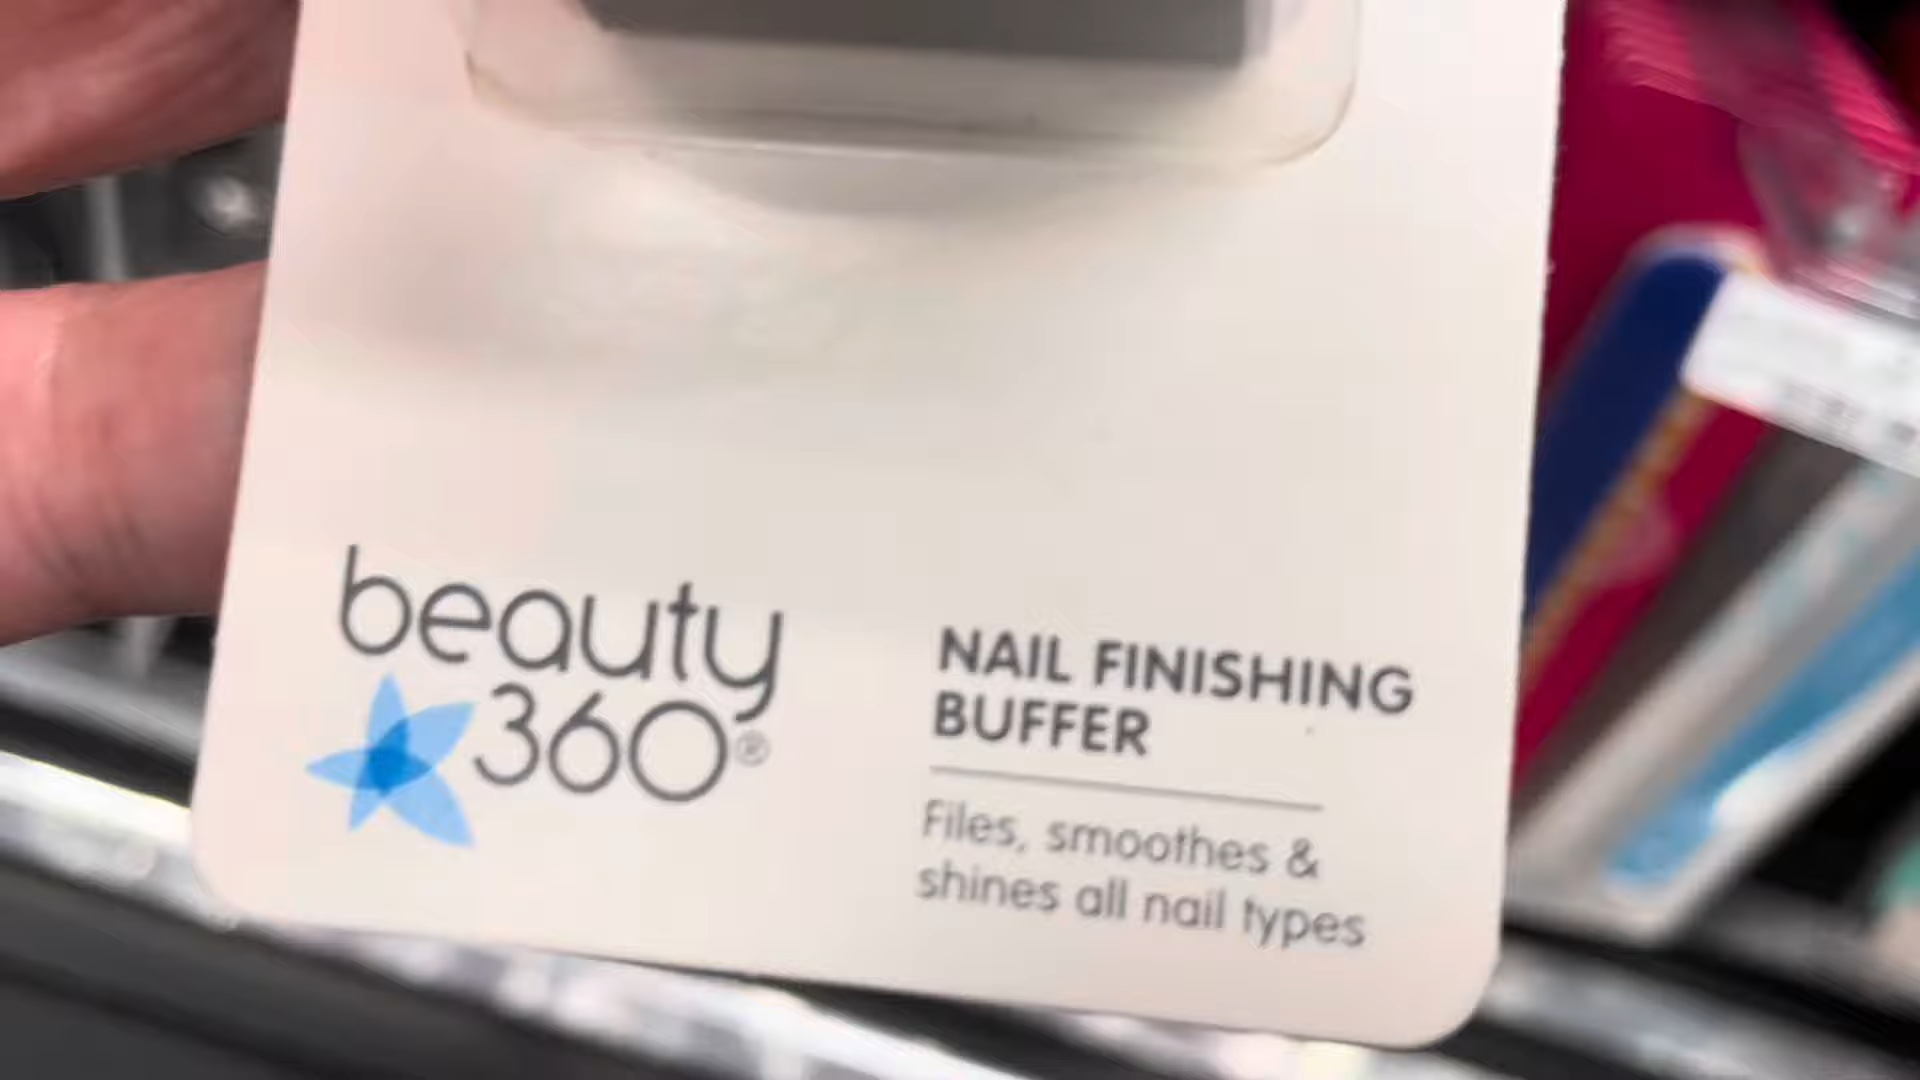 beauty
360®
NAIL FINISHING
BUFFER
Files, smoothes &
shines all nail types